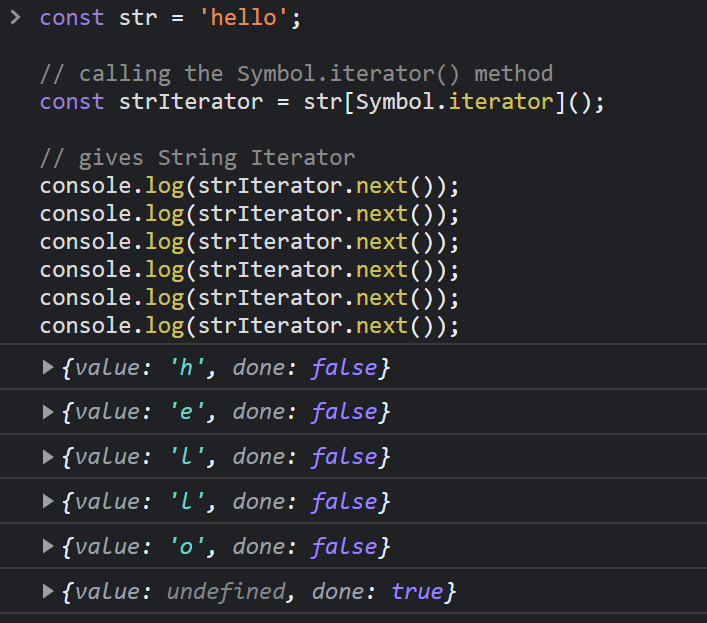 > const str = 'hello';
// calling the Symbol.iterator() method
const strIterator = str[Symbol.iterator]();
// gives String Iterator
console.log(strIterator.next());
console.log(strIterator.next());
console.log(strIterator.next());
console.log(strIterator.next());
console.log(strIterator.next());
console.log(strIterator.next());
▶{value: 'h', done: false}
▶{value: 'e', done: false}
▶{value: 'l', done: false}
▶{value: 'l', done: false}
▶{value: 'o', done: false}
▶{value: undefined, done: true}